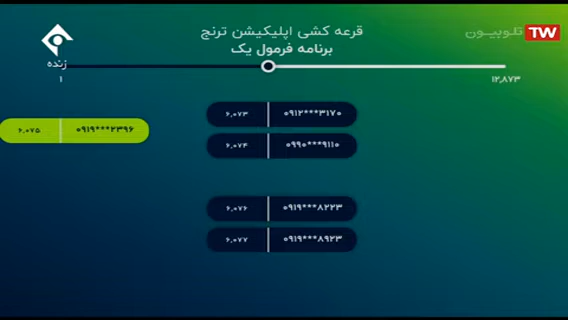 قرعه کشی اپلیکیشن ترنج
برنامه فرمول یک
تلوبیـــون TW
زنده
۱
۱۲,۸۷۳
۰۹۱۲***۳۱۷۰ ۶,۰۷۳
۰۹۹۰***۹۱۱۰ ۶,۰۷۴
۰۹۱۹***۲۳۹۶ ۶,۰۷۵
۰۹۱۹***۸۲۲۳ ۶,۰۷۶
۰۹۱۹***۸۹۲۳ ۶,۰۷۷